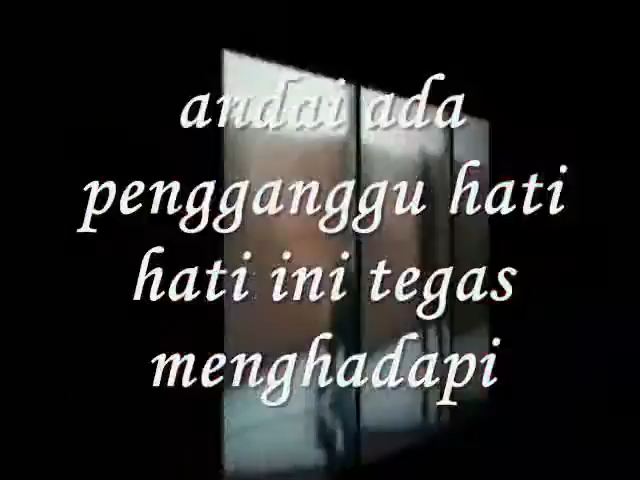 andai ada
pengganggu hati
hati ini tegas
menghadapi